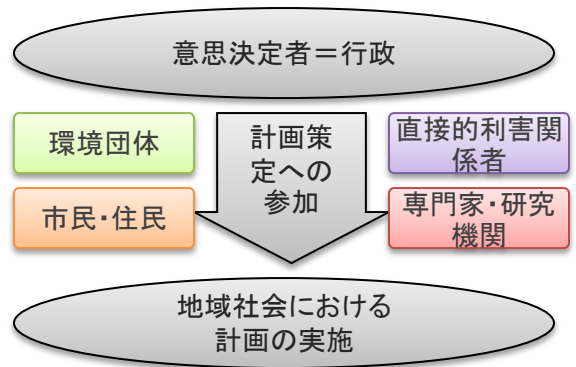 意思決定者＝行政
環境団体
計画策
定への
参加
直接的利害関
係者
市民・住民
専門家・研究
機関
地域社会における
計画の実施